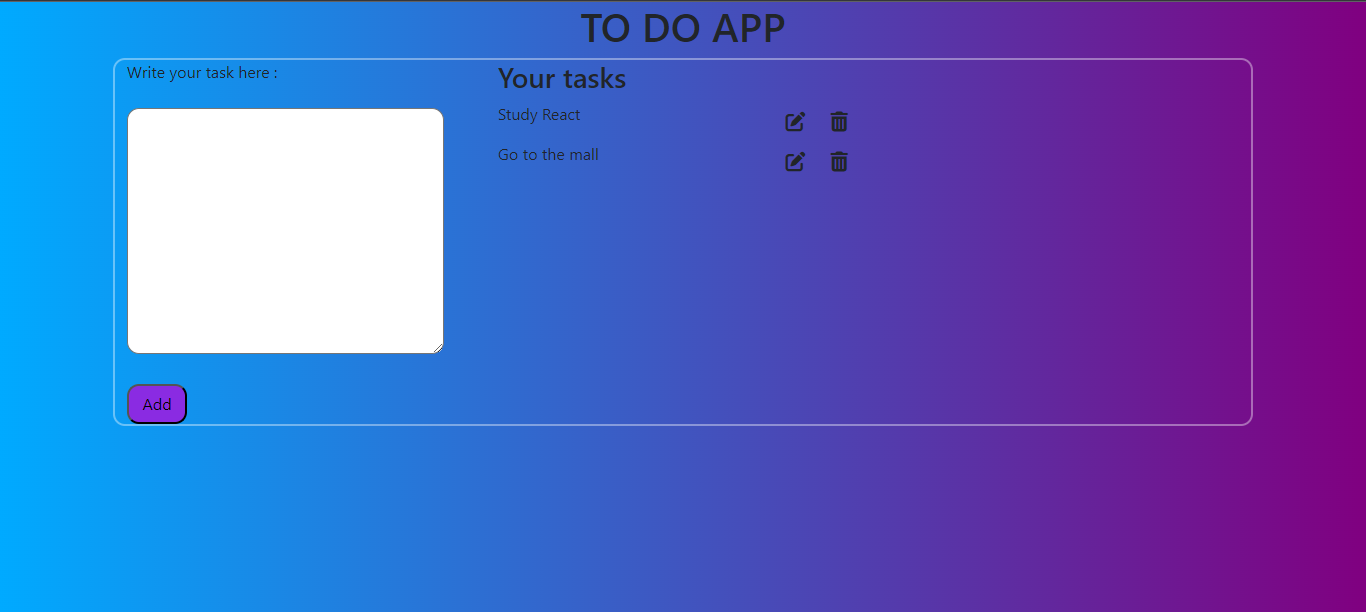 TO DO APP
Write your task here :
Add
Your tasks
Study React
Go to the mall